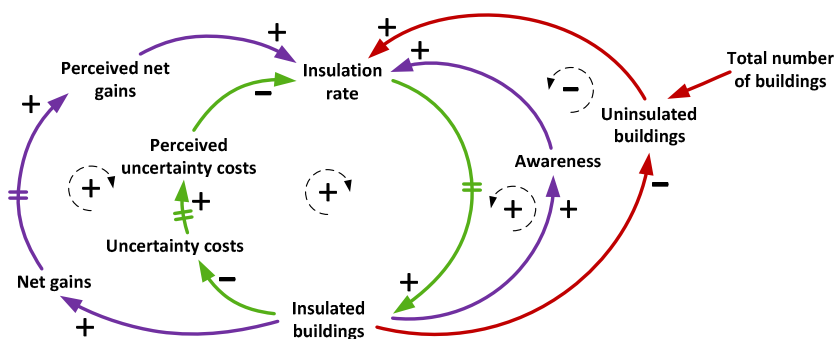 Perceived net
gains
Insulation
rate
Total number
of buildings
Uninsulated
buildings
Perceived
uncertainty costs
Awareness
Uncertainty costs
Net gains
Insulated
buildings
+
+
+
+
-
-
+
+
+
+
+
-
-
+
+
+